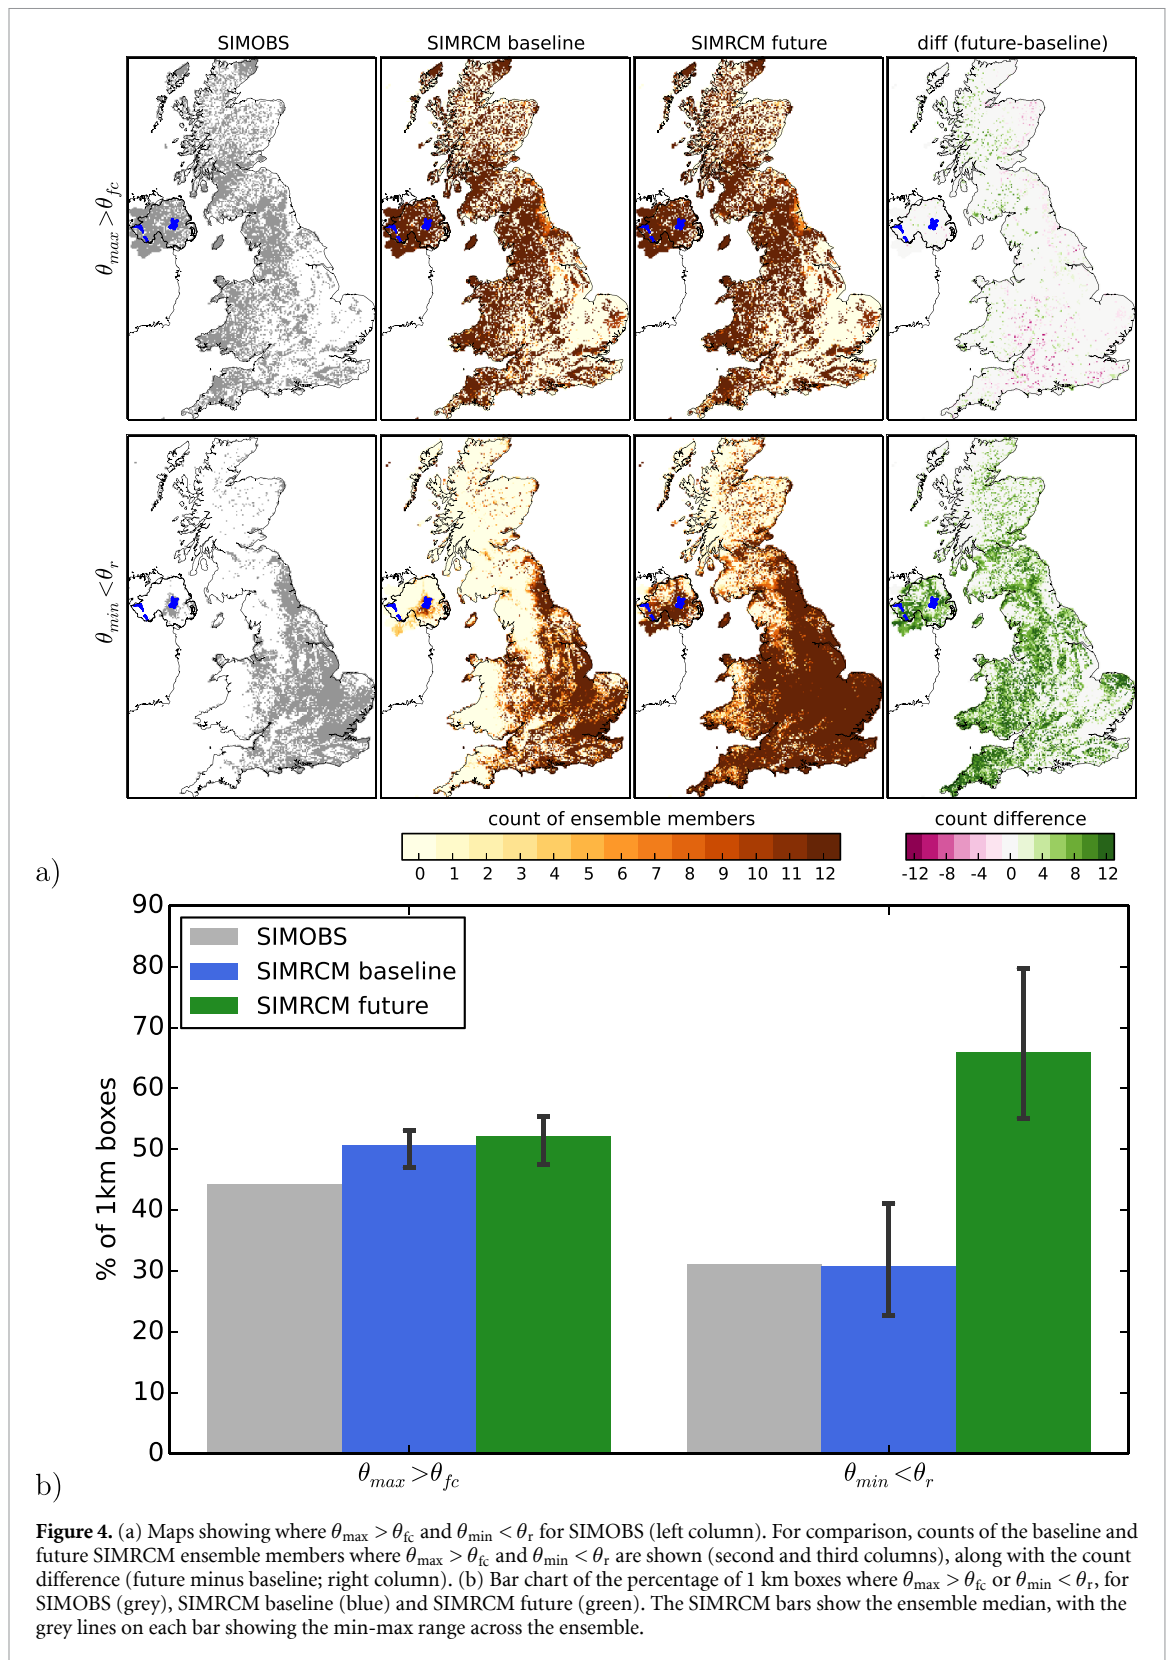 SIMOBS SIMRCM baseline SIMRCM future diff (future-baseline)
θmax > θfc
θmin < θr
count of ensemble members count difference
0 1 2 3 4 5 6 7 8 9 10 11 12 -12 -8 -4 0 4 8 12
a)
90
80
70
60
50
40
30
20
10
0
% of 1km boxes
SIMOBS
SIMRCM baseline
SIMRCM future
θmax > θfc θmin < θr
b)
Figure 4. (a) Maps showing where θmax > θfc and θmin < θr for SIMOBS (left column). For comparison, counts of the baseline and
future SIMRCM ensemble members where θmax > θfc and θmin < θr are shown (second and third columns), along with the count
difference (future minus baseline; right column). (b) Bar chart of the percentage of 1 km boxes where θmax > θfc or θmin < θr, for
SIMOBS (grey), SIMRCM baseline (blue) and SIMRCM future (green). The SIMRCM bars show the ensemble median, with the
grey lines on each bar showing the min-max range across the ensemble.